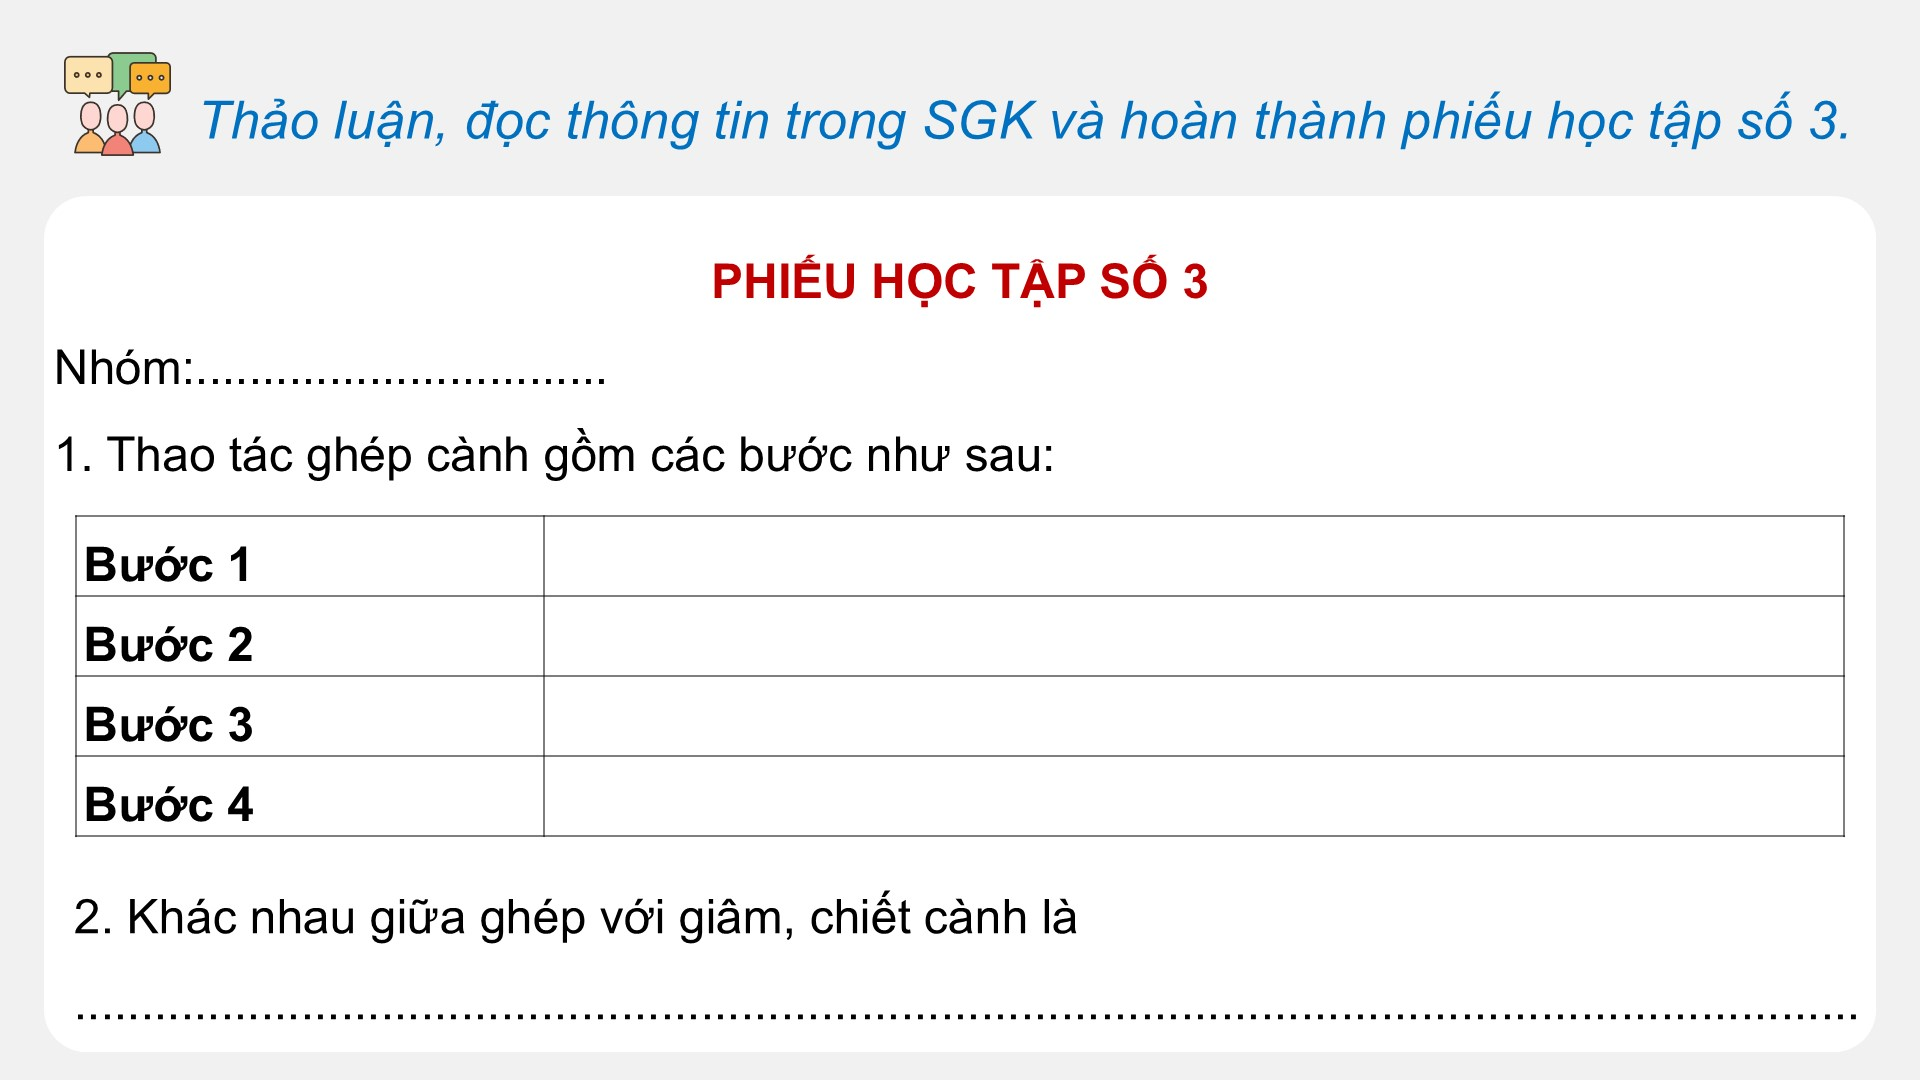 Thảo luận, đọc thông tin trong SGK và hoàn thành phiếu học tập số 3.
PHIẾU HỌC TẬP SỐ 3
Nhóm:...............................
1. Thao tác ghép cành gồm các bước như sau:
Bước 1
Bước 2
Bước 3
Bước 4
2. Khác nhau giữa ghép với giâm, chiết cành là
......................................................................................................................................